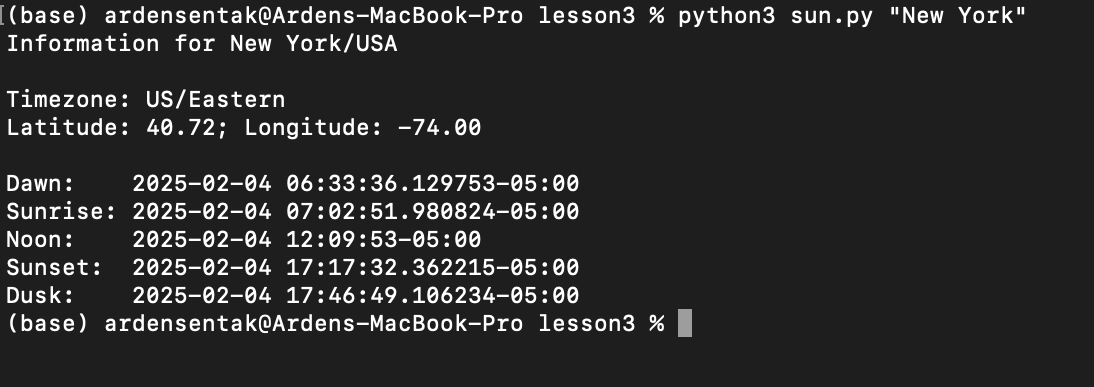 (base) ardensentak@Ardens-MacBook-Pro lesson3 % python3 sun.py "New York"
Information for New York/USA
Timezone: US/Eastern
Latitude: 40.72; Longitude: -74.00
Dawn:    2025-02-04 06:33:36.129753-05:00
Sunrise: 2025-02-04 07:02:51.980824-05:00
Noon:    2025-02-04 12:09:53-05:00
Sunset:  2025-02-04 17:17:32.362215-05:00
Dusk:    2025-02-04 17:46:49.106234-05:00
(base) ardensentak@Ardens-MacBook-Pro lesson3 %